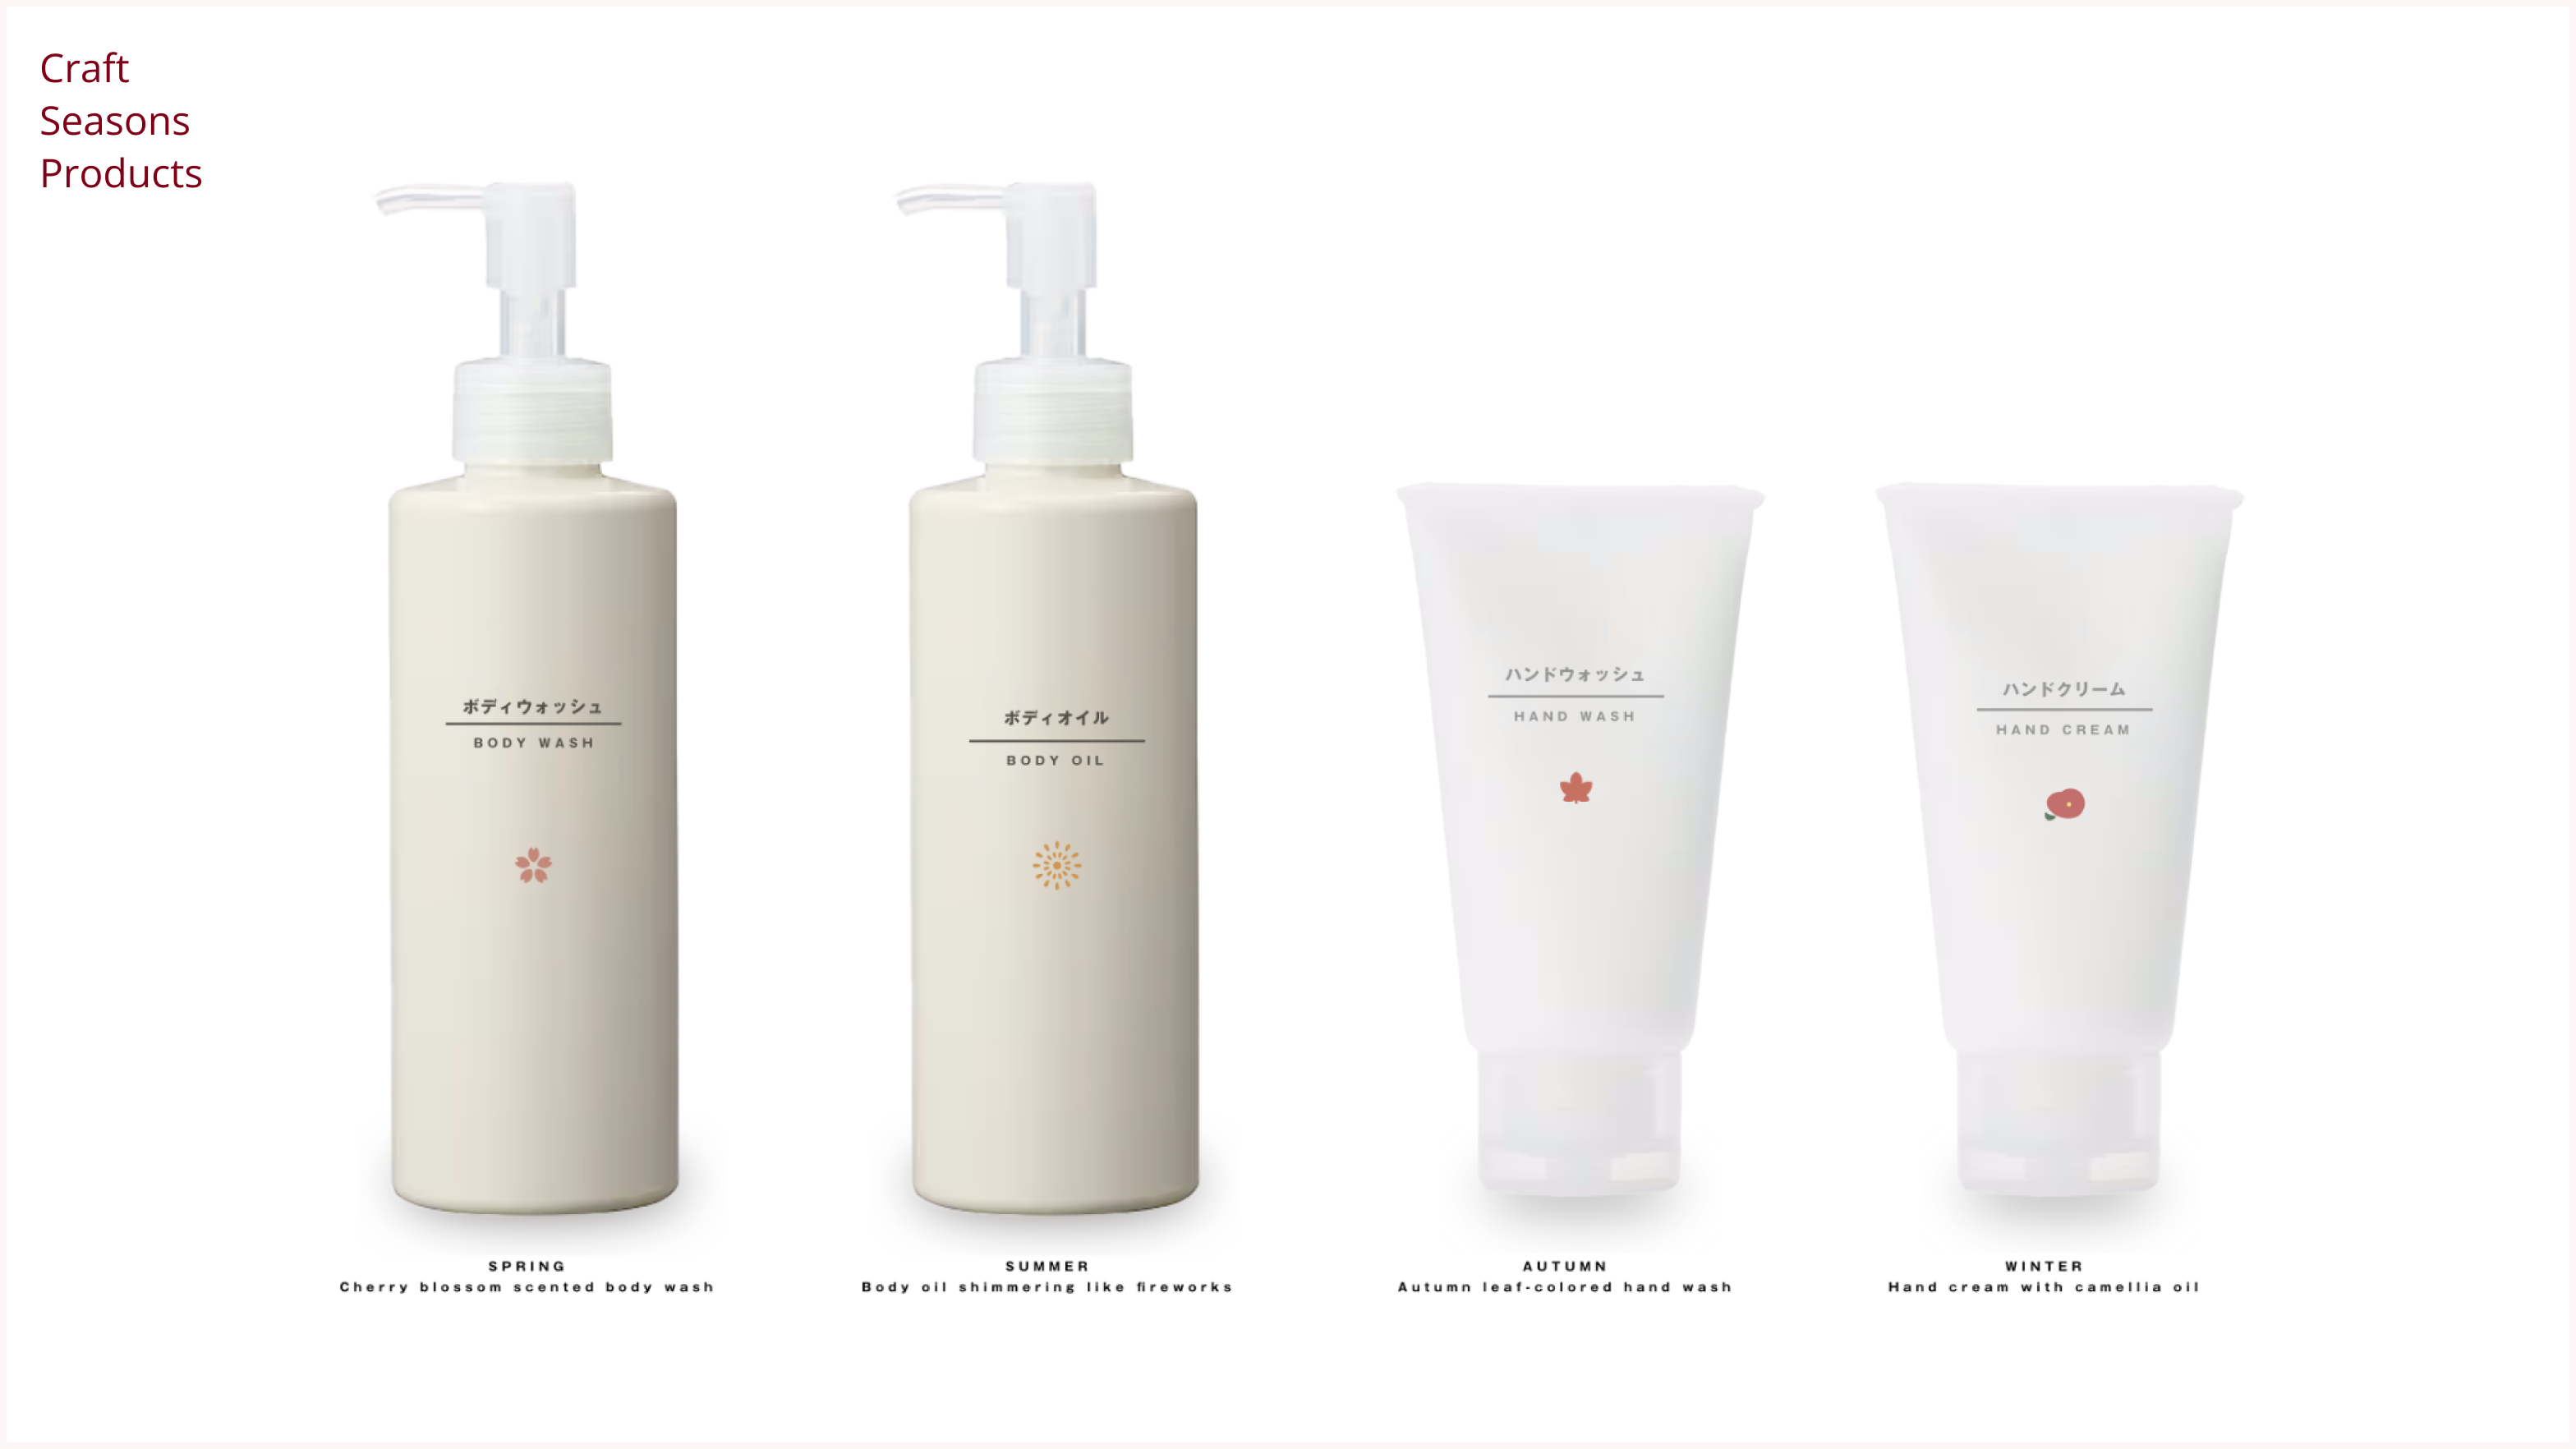 Craft
Seasons
Products
ボディウォッシュ
BODY WASH
ボディオイル
BODY OIL
ハンドウォッシュ
HAND WASH
ハンドクリーム
HAND CREAM
SPRING
Cherry blossom scented body wash
SUMMER
Body oil shimmering like fireworks
AUTUMN
Autumn leaf-colored hand wash
WINTER
Hand cream with camellia oil